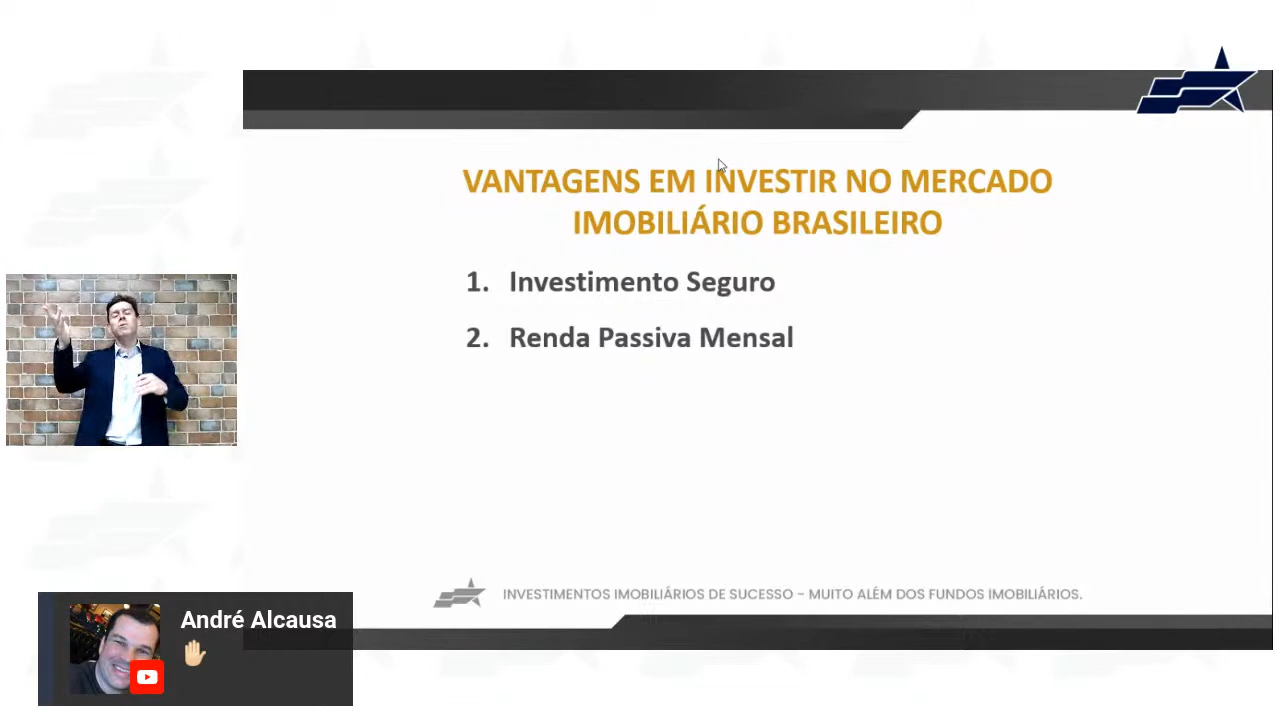 VANTAGENS EM INVESTIR NO MERCADO
IMOBILIÁRIO BRASILEIRO
1. Investimento Seguro
2. Renda Passiva Mensal
INVESTIMENTOS IMOBILIÁRIOS DE SUCESSO – MUITO ALÉM DOS FUNDOS IMOBILIÁRIOS.
André Alcausa